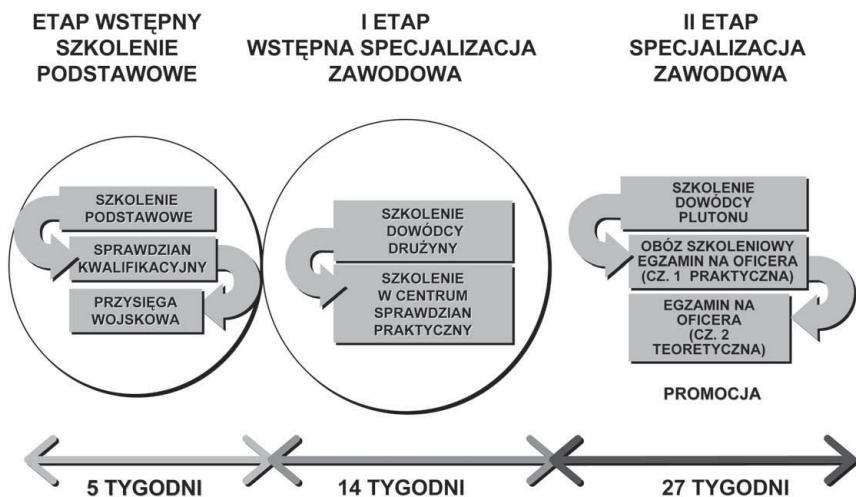 ETAP WSTĘPNY
SZKOLENIE
PODSTAWOWE
I ETAP
WSTĘPNA SPECJALIZACJA
ZAWODOWA
II ETAP
SPECJALIZACJA
ZAWODOWA
SZKOLENIE
PODSTAWOWE
SPRAWDZIAN
KWALIFIKACYJNY
PRZYSIĘGA
WOJSKOWA
SZKOLENIE
DOWÓDCY
DRUŻYNY
SZKOLENIE
W CENTRUM
SPRAWDZIAN
PRAKTYCZNY
SZKOLENIE
DOWÓDCY
PLUTONU
OBÓZ SZKOLENIOWY
EGZAMIN NA OFICERA
(CZ. 1 PRAKTYCZNA)
EGZAMIN NA
OFICERA
(CZ. 2
TEORETYCZNA)
PROMOCJA
5 TYGODNI
14 TYGODNI
27 TYGODNI